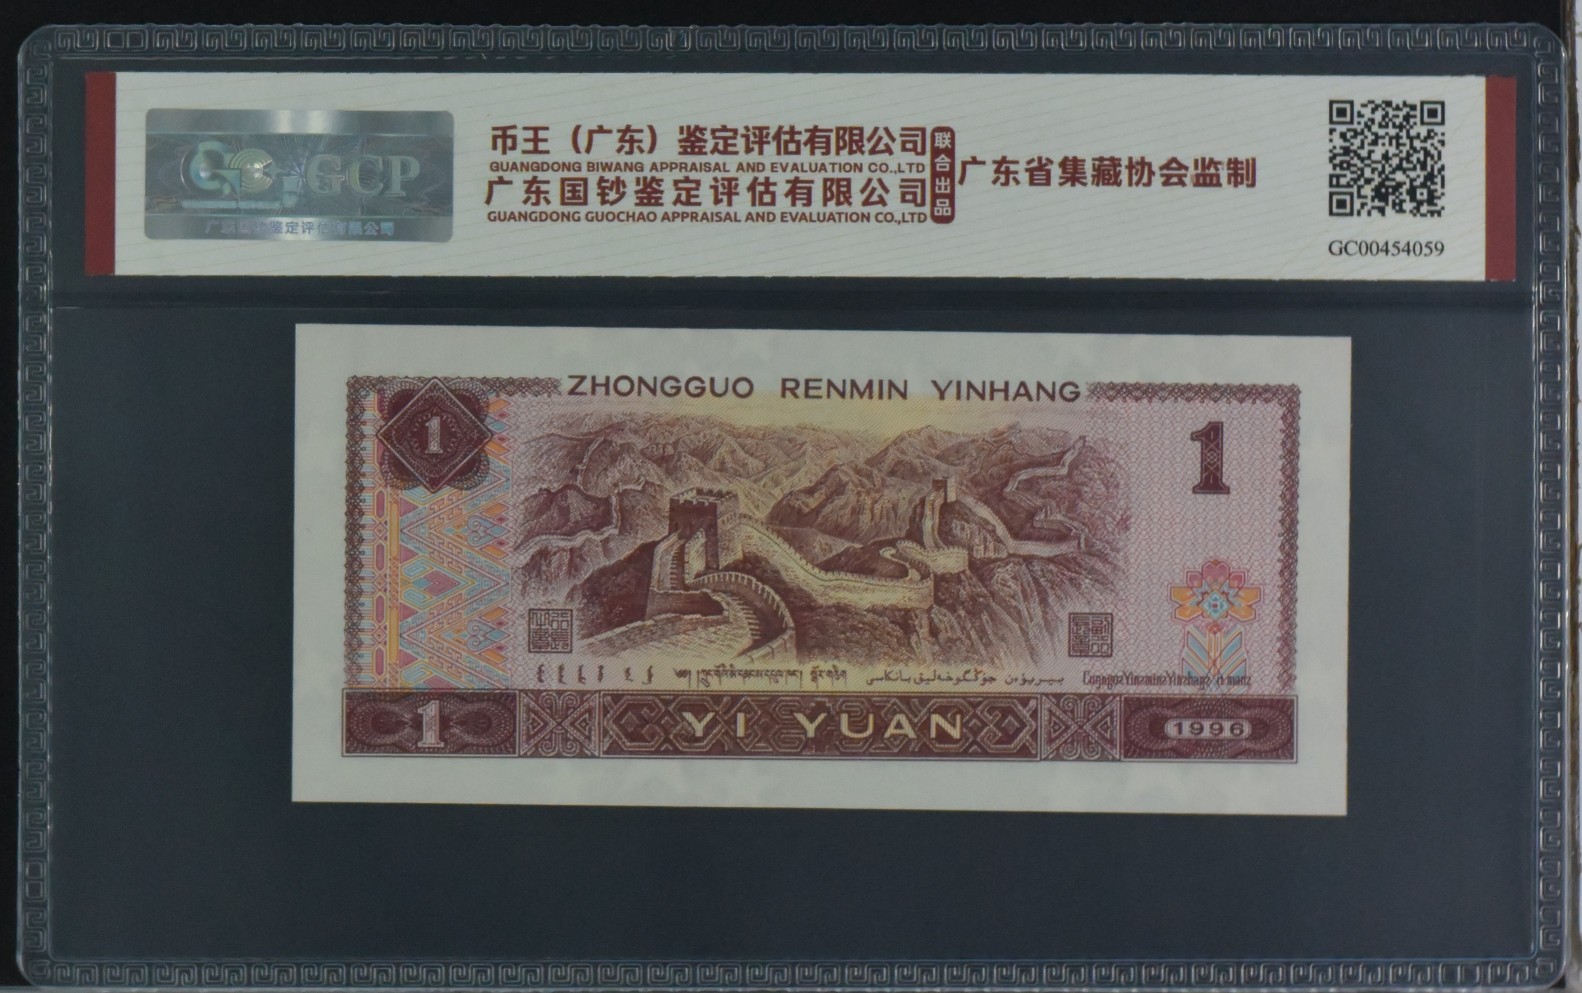 GCP
广东国钞鉴定评估有限公司
币王（广东）鉴定评估有限公司
GUANGDONG BIWANG APPRAISAL AND EVALUATION CO.,LTD
广东国钞鉴定评估有限公司
GUANGDONG GUOCHAO APPRAISAL AND EVALUATION CO.,LTD
联合出品
广东省集藏协会监制
GC00454059
ZHONGGUO RENMIN YINHANG
1
1
1
YI YUAN
1996